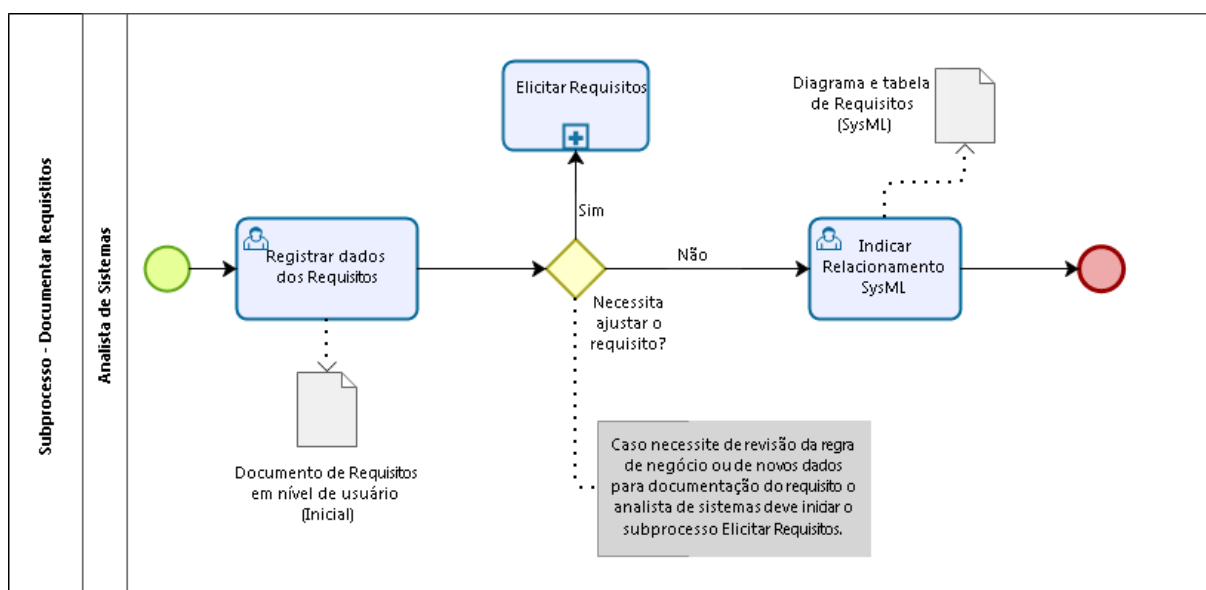 Subprocesso - Documentar Requistitos
Analista de Sistemas
Elicitar Requisitos
Diagrama e tabela
de Requisitos
(SysML)
Sim
Registrar dados
dos Requisitos
Não
Indicar
Relacionamento
SysML
Necessita
ajustar o
requisito?
Documento de Requisitos
em nível de usuário
(Inicial)
Caso necessite de revisão da regra
de negócio ou de novos dados
para documentação do requisito o
analista de sistemas deve iniciar o
subprocesso Elicitar Requisitos.